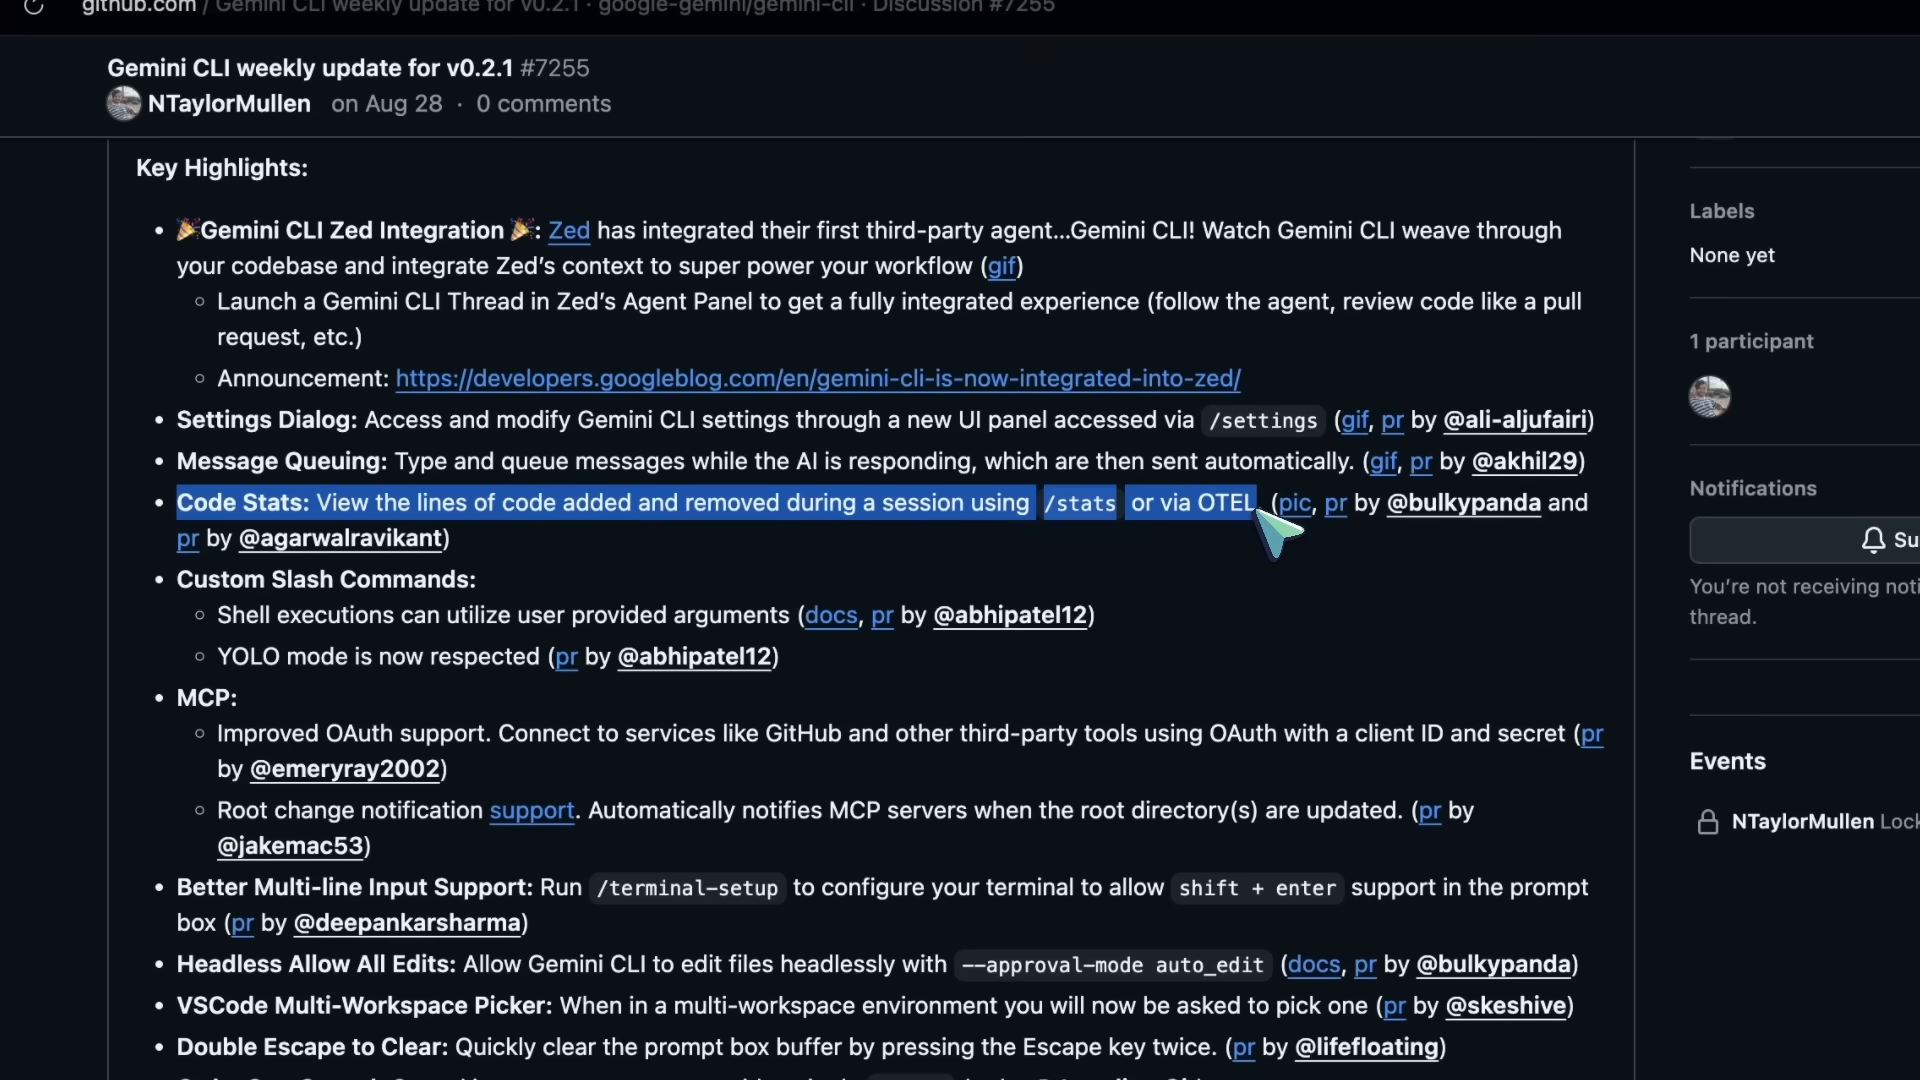 github.com / Gemini CLI weekly update for v0.2.1 · google-gemini/gemini-cli · Discussion #7255
Gemini CLI weekly update for v0.2.1 #7255
NTaylorMullen on Aug 28 · 0 comments
Key Highlights:
• 🎉Gemini CLI Zed Integration 🎉: Zed has integrated their first third-party agent...Gemini CLI! Watch Gemini CLI weave through
your codebase and integrate Zed’s context to super power your workflow (gif)
◦ Launch a Gemini CLI Thread in Zed’s Agent Panel to get a fully integrated experience (follow the agent, review code like a pull
request, etc.)
◦ Announcement: https://developers.googleblog.com/en/gemini-cli-is-now-integrated-into-zed/
• Settings Dialog: Access and modify Gemini CLI settings through a new UI panel accessed via /settings (gif, pr by @ali-aljufairi)
• Message Queuing: Type and queue messages while the AI is responding, which are then sent automatically. (gif, pr by @akhil29)
• Code Stats: View the lines of code added and removed during a session using /stats or via OTEL (pic, pr by @bulkypanda and
pr by @agarwalravikant)
• Custom Slash Commands:
◦ Shell executions can utilize user provided arguments (docs, pr by @abhipatel12)
◦ YOLO mode is now respected (pr by @abhipatel12)
• MCP:
◦ Improved OAuth support. Connect to services like GitHub and other third-party tools using OAuth with a client ID and secret (pr
by @emeryray2002)
◦ Root change notification support. Automatically notifies MCP servers when the root directory(s) are updated. (pr by
@jakemac53)
• Better Multi-line Input Support: Run /terminal-setup to configure your terminal to allow shift + enter support in the prompt
box (pr by @deepankarsharma)
• Headless Allow All Edits: Allow Gemini CLI to edit files headlessly with --approval-mode auto_edit (docs, pr by @bulkypanda)
• VSCode Multi-Workspace Picker: When in a multi-workspace environment you will now be asked to pick one (pr by @skeshive)
• Double Escape to Clear: Quickly clear the prompt box buffer by pressing the Escape key twice. (pr by @lifefloating)
Labels
None yet
1 participant
Notifications
Su
You’re not receiving noti
thread.
Events
NTaylorMullen Lock